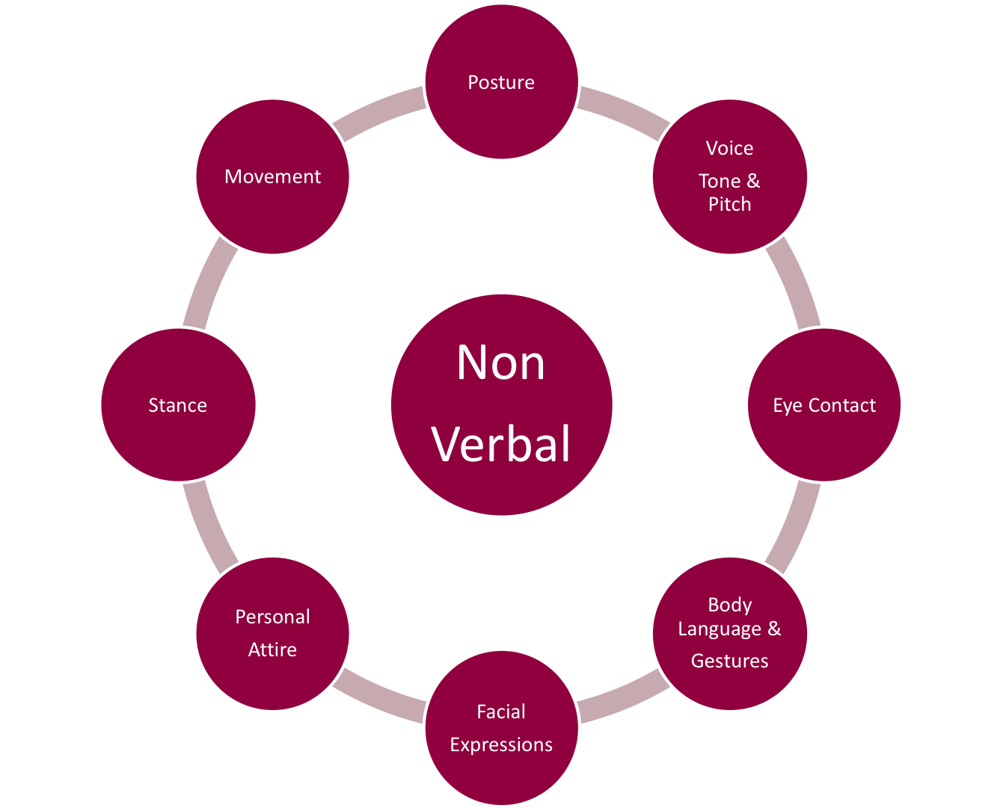 Posture
Voice
Tone &
Pitch
Movement
Non
Verbal
Stance
Eye Contact
Body
Language &
Gestures
Personal
Attire
Facial
Expressions